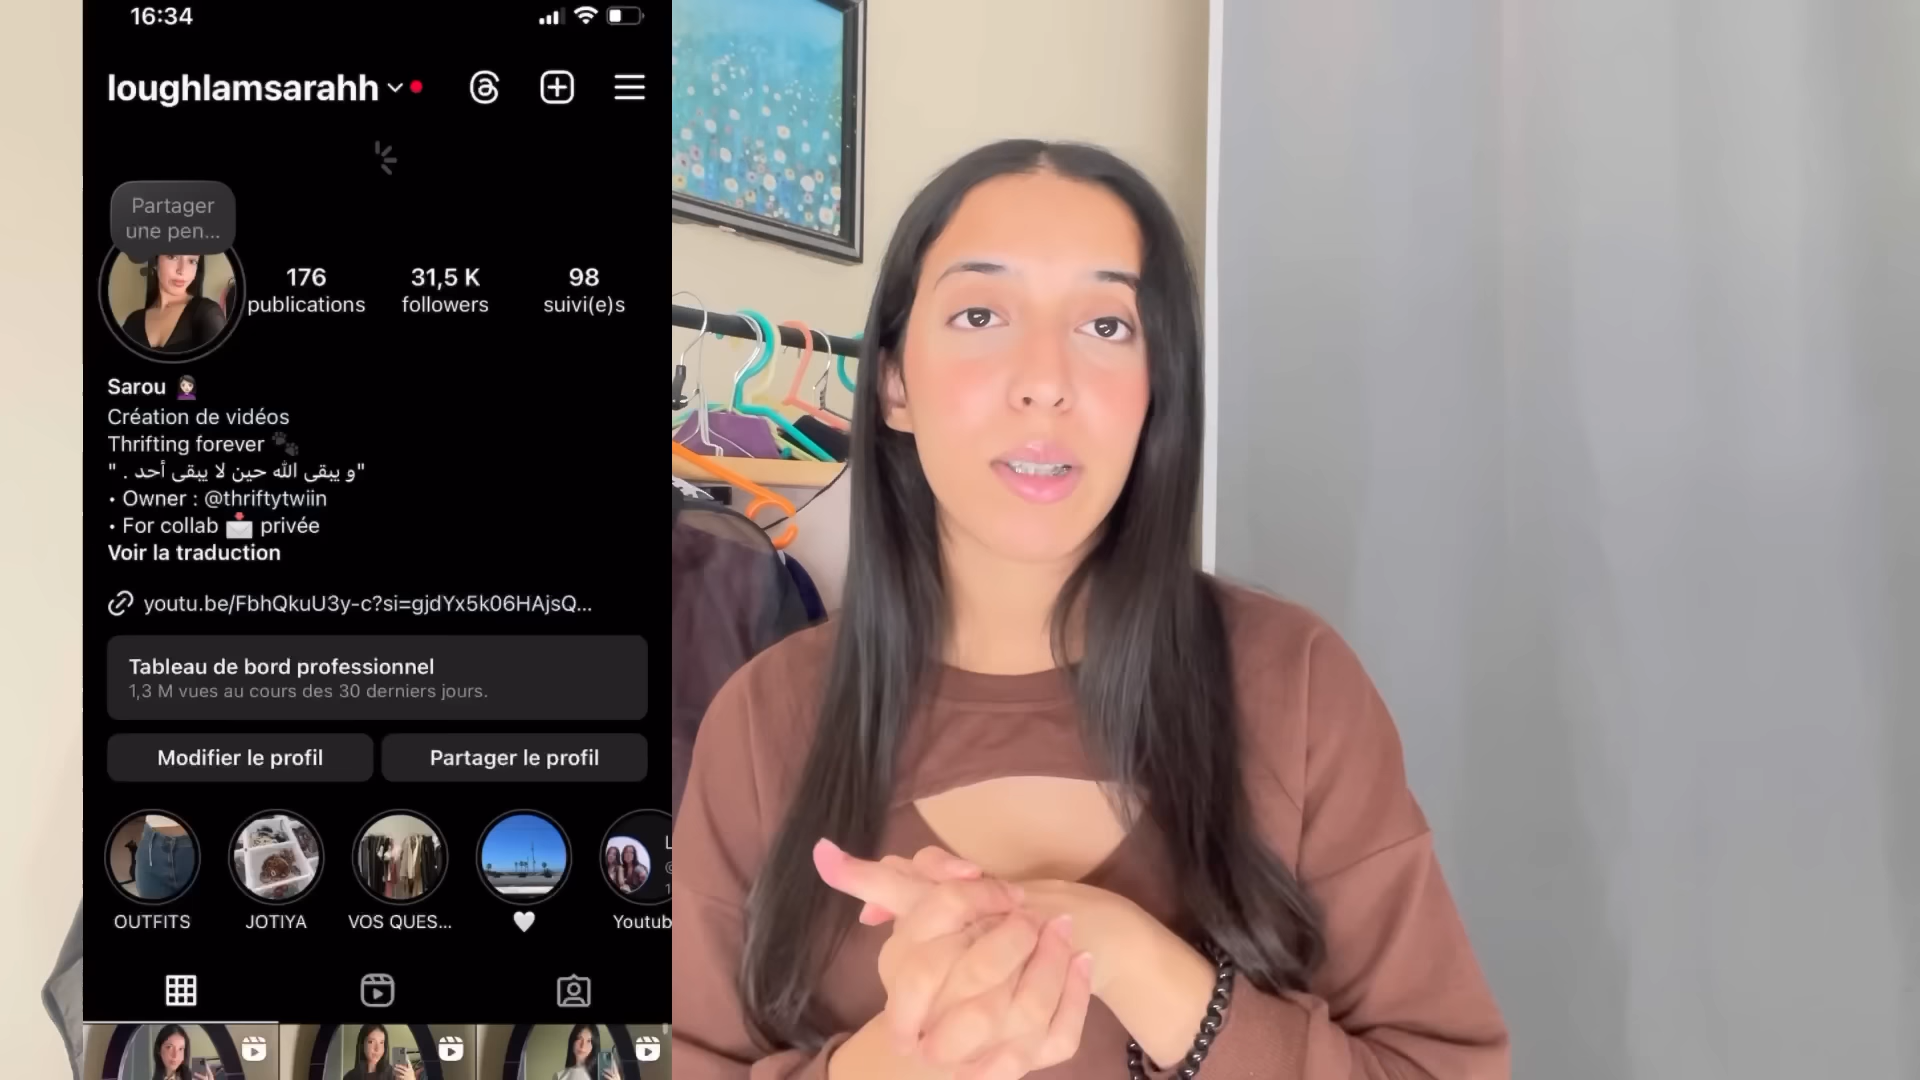 16:34
loughlamsarahh
Partager
une pen...
176
publications
31,5 K
followers
98
suivi(e)s
Sarou
Création de vidéos
Thrifting forever
"و يبقى الله حين لا يبقى أحد . "
• Owner : @thriftytwiin
• For collab 📩 privée
Voir la traduction
youtu.be/FbhQkuU3y-c?si=gjdYx5k06HAjsQ...
Tableau de bord professionnel
1,3 M vues au cours des 30 derniers jours.
Modifier le profil
Partager le profil
OUTFITS
JOTIYA
VOS QUES...
Youtub